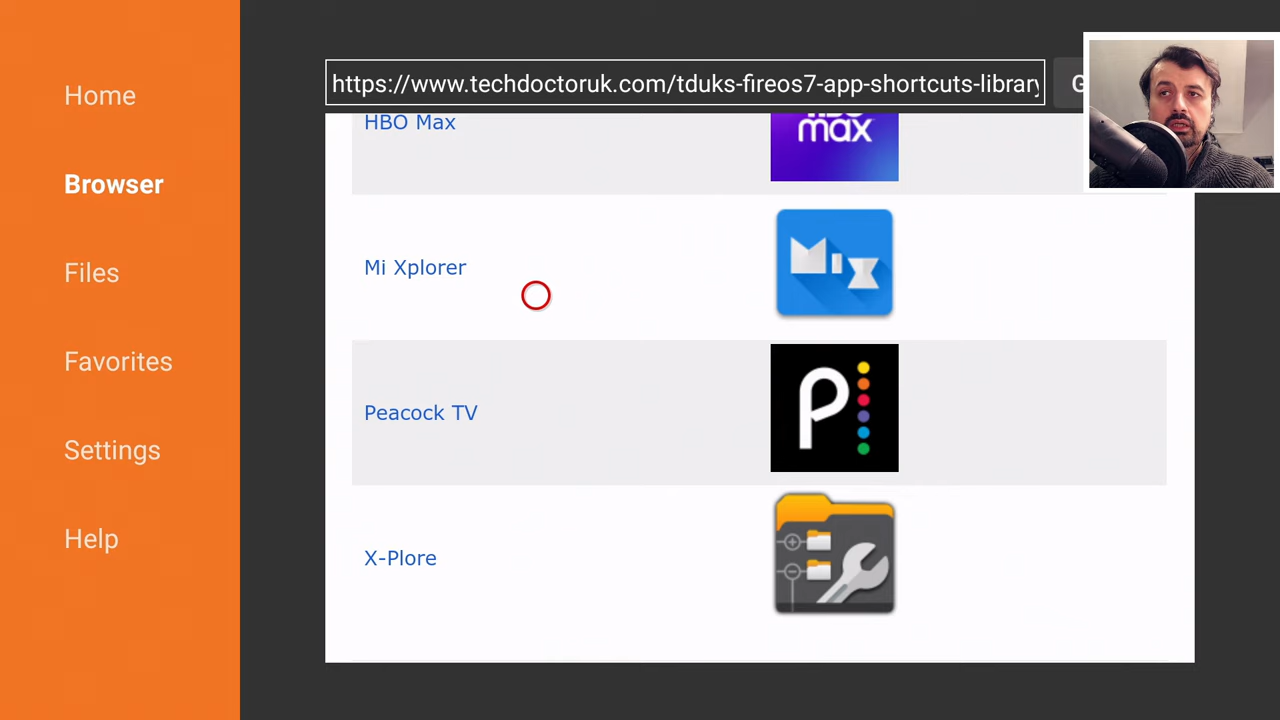 Home
Browser
Files
Favorites
Settings
Help
https://www.techdoctoruk.com/tduks-fireos7-app-shortcuts-library
G
HBO Max
max
Mi Xplorer
MiX
Peacock TV
P
X-Plore